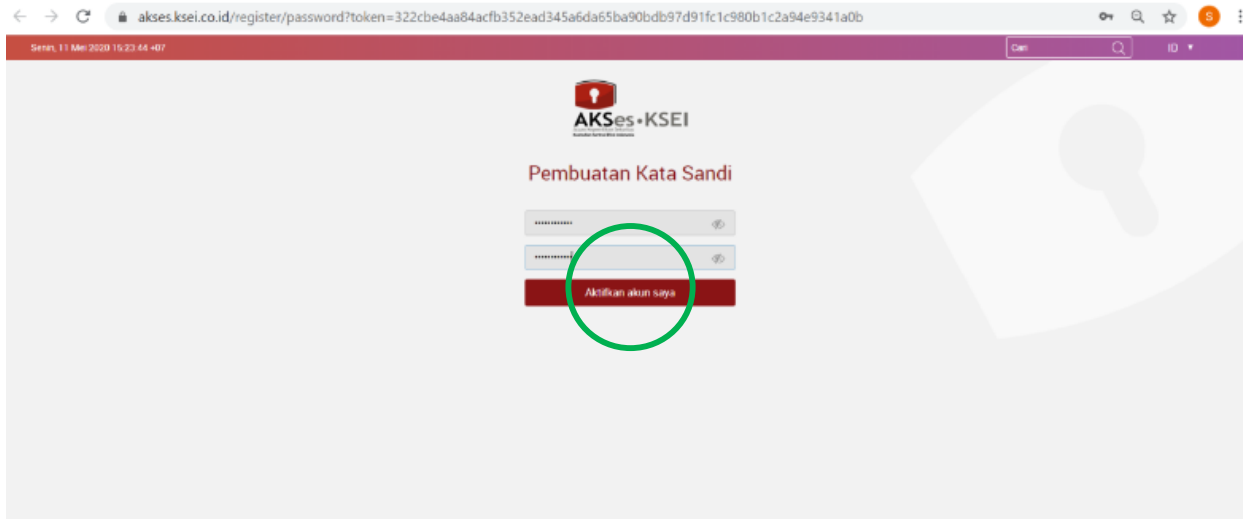 akses.ksei.co.id/register/password?token=322cbe4aa84acfb352ead345a6da65ba90bdb97d91fc1c980b1c2a94e9341a0b
S
Senin, 11 Mei 2020 15:23:44 +07
Cari
ID
AKSes•KSEI
Pembuatan Kata Sandi
Aktifkan akun saya